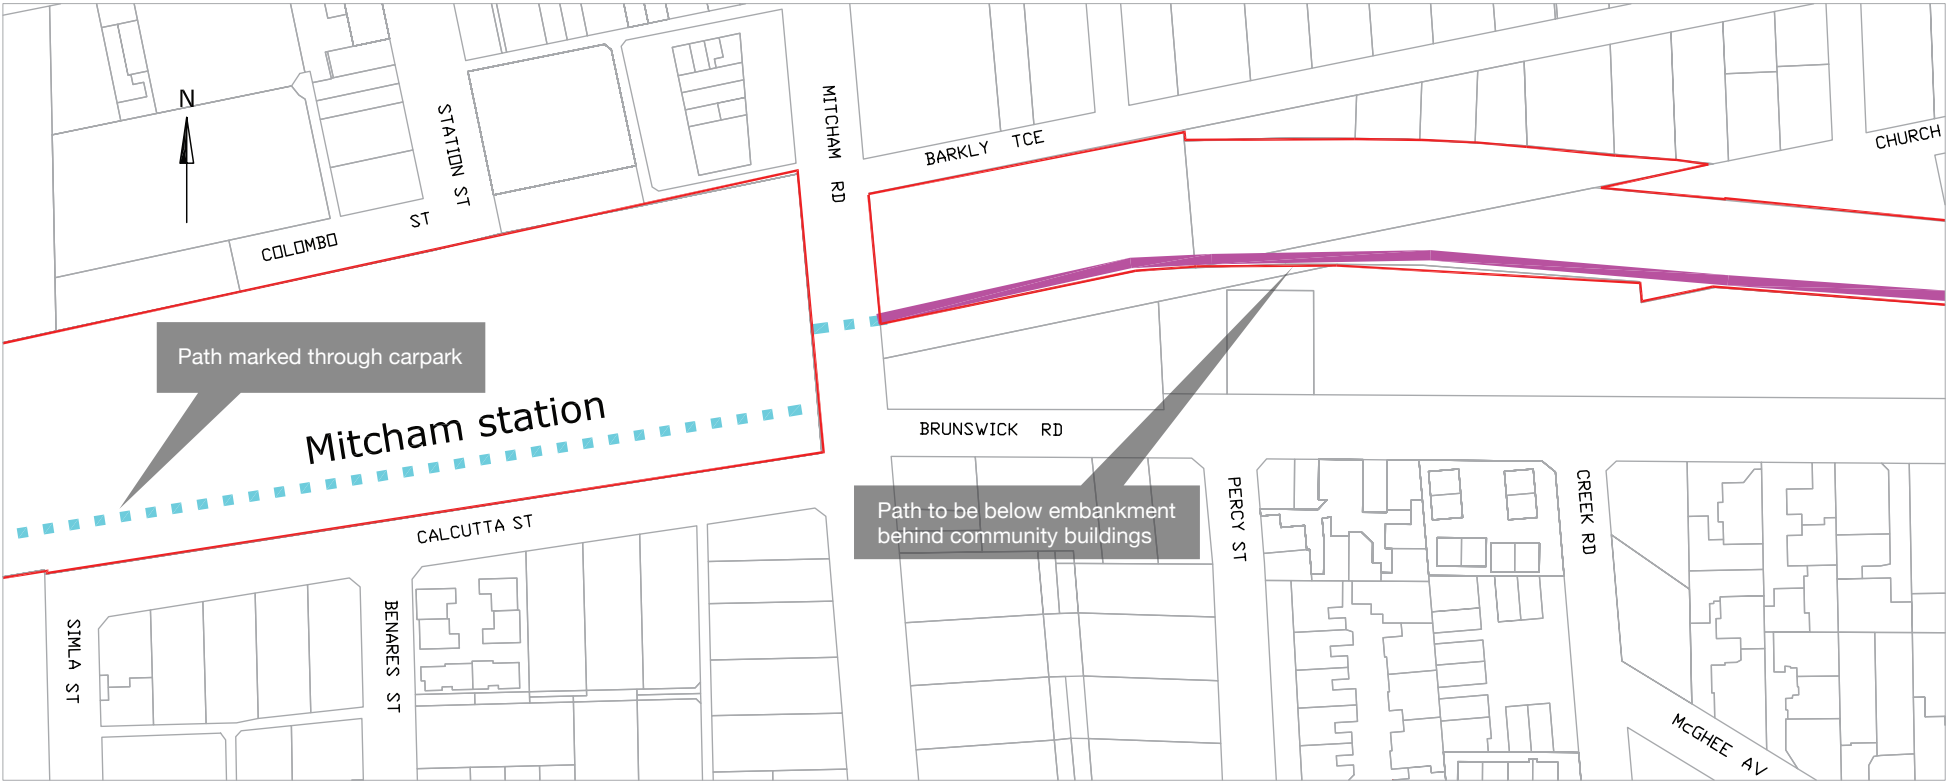 N
STATION ST
MITCHAM RD
BARKLY TCE
CHURCH
COLOMBO ST
Path marked through carpark
Mitcham station
BRUNSWICK RD
CALCUTTA ST
Path to be below embankment
behind community buildings
PERCY ST
CREEK RD
SIMLA ST
BENARES ST
McGHEE AV